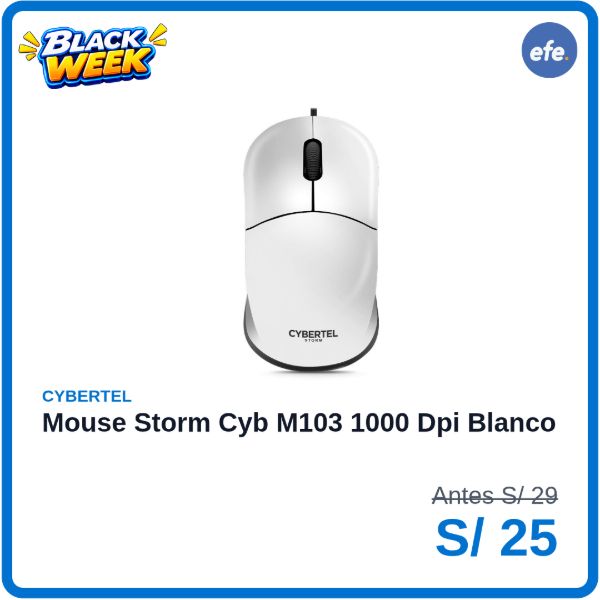 BLACK
WEEK
efe.
CYBERTEL
STORM
CYBERTEL
Mouse Storm Cyb M103 1000 Dpi Blanco
Antes S/ 29
S/ 25